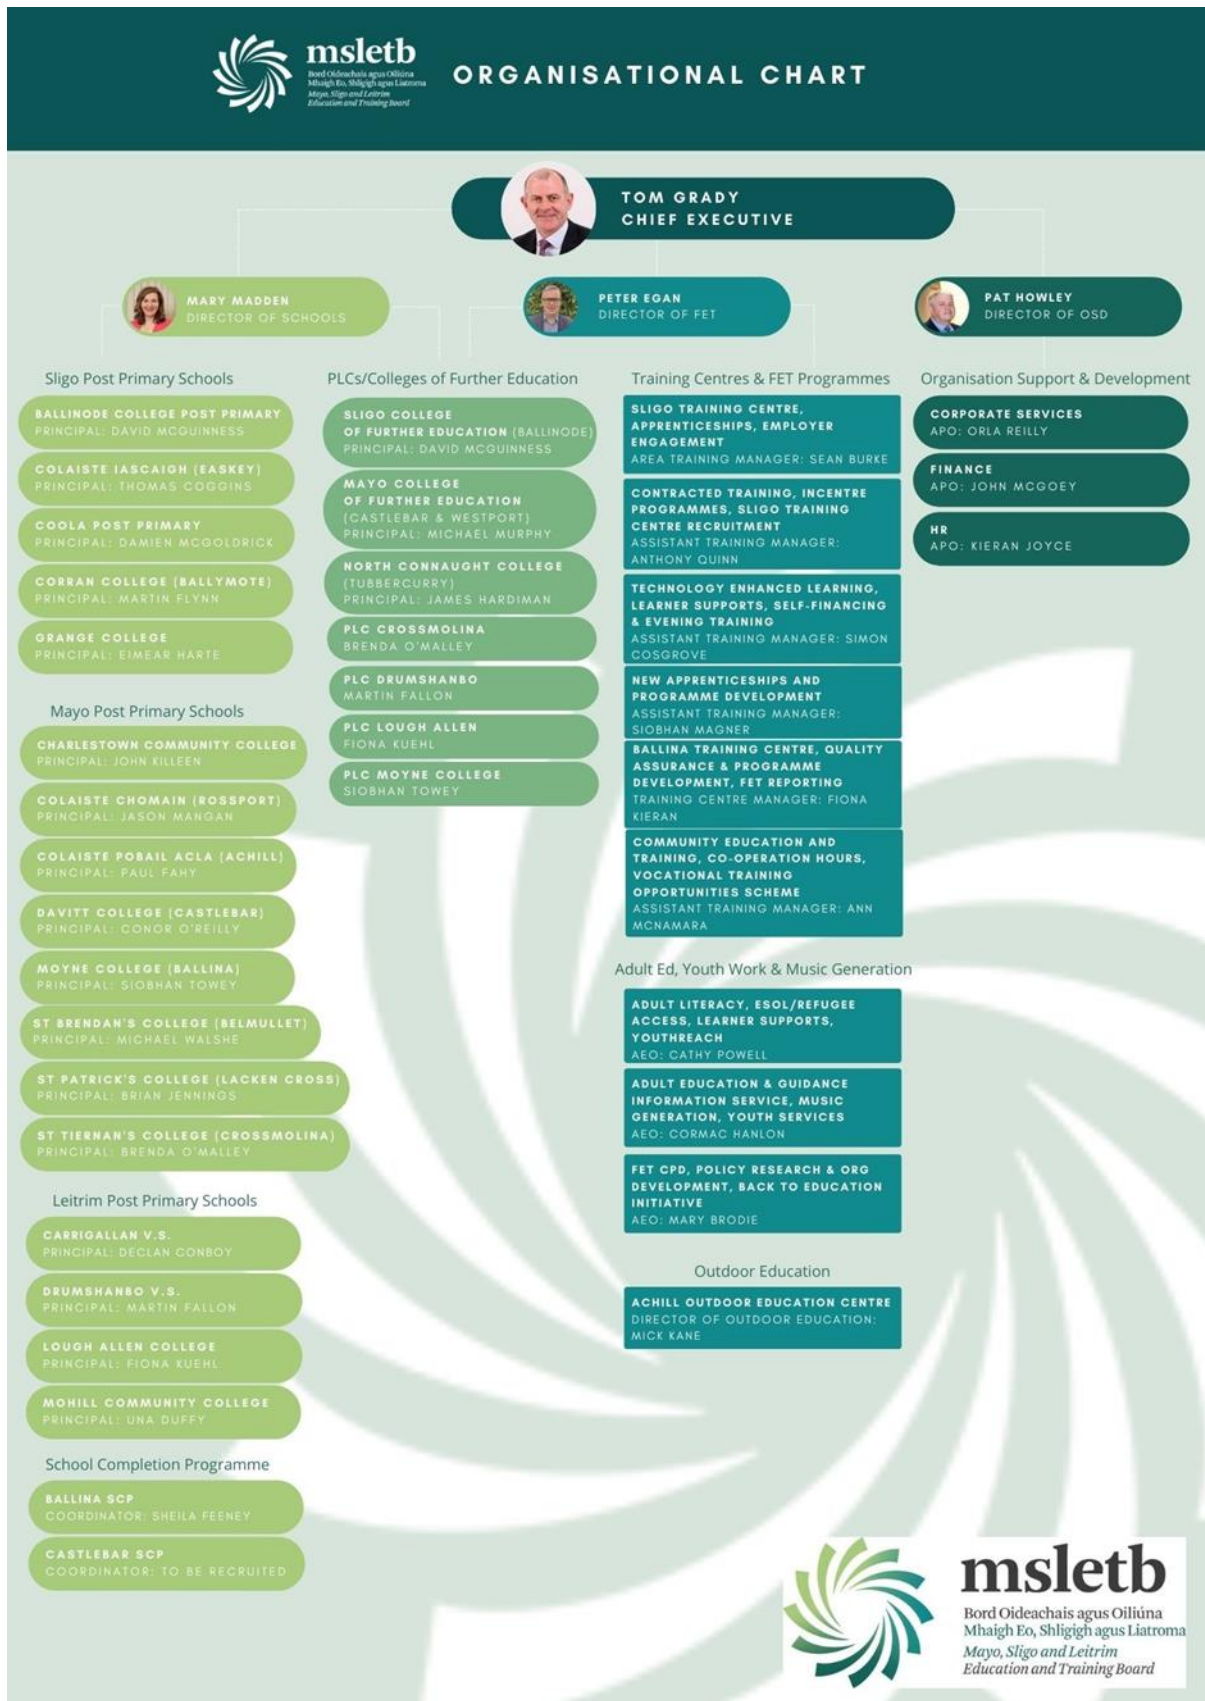 msletb
Bord Oideachais agus Oiliúna
Mhaigh Eo, Shligigh agus Liatroma
Mayo, Sligo and Leitrim
Education and Training Board
ORGANISATIONAL CHART
TOM GRADY
CHIEF EXECUTIVE
MARY MADDEN
DIRECTOR OF SCHOOLS
PETER EGAN
DIRECTOR OF FET
PAT HOWLEY
DIRECTOR OF OSD
Sligo Post Primary Schools
BALLINODE COLLEGE POST PRIMARY
PRINCIPAL: DAVID MCGUINNESS
COLAISTE IASCAIGH (EASKEY)
PRINCIPAL: THOMAS COGGINS
COOLA POST PRIMARY
PRINCIPAL: DAMIEN MCGOLDRICK
CORRAN COLLEGE (BALLYMOTE)
PRINCIPAL: MARTIN FLYNN
GRANGE COLLEGE
PRINCIPAL: EIMEAR HARTE
Mayo Post Primary Schools
CHARLESTOWN COMMUNITY COLLEGE
PRINCIPAL: JOHN KILLEEN
COLAISTE CHOMAIN (ROSSPORT)
PRINCIPAL: JASON MANGAN
COLAISTE POBAIL ACLA (ACHILL)
PRINCIPAL: PAUL FAHY
DAVITT COLLEGE (CASTLEBAR)
PRINCIPAL: CONOR O'REILLY
MOYNE COLLEGE (BALLINA)
PRINCIPAL: SIOBHAN TOWEY
ST BRENDAN'S COLLEGE (BELMULLET)
PRINCIPAL: MICHAEL WALSHE
ST PATRICK'S COLLEGE (LACKEN CROSS)
PRINCIPAL: BRIAN JENNINGS
ST TIERNAN'S COLLEGE (CROSSMOLINA)
PRINCIPAL: BRENDA O'MALLEY
Leitrim Post Primary Schools
CARRIGALLAN V.S.
PRINCIPAL: DECLAN CONBOY
DRUMSHANBO V.S.
PRINCIPAL: MARTIN FALLON
LOUGH ALLEN COLLEGE
PRINCIPAL: FIONA KUEHL
MOHILL COMMUNITY COLLEGE
PRINCIPAL: UNA DUFFY
School Completion Programme
BALLINA SCP
COORDINATOR: SHEILA FEENEY
CASTLEBAR SCP
COORDINATOR: TO BE RECRUITED
PLCs/Colleges of Further Education
SLIGO COLLEGE
OF FURTHER EDUCATION (BALLINODE)
PRINCIPAL: DAVID MCGUINNESS
MAYO COLLEGE
OF FURTHER EDUCATION
(CASTLEBAR & WESTPORT)
PRINCIPAL: MICHAEL MURPHY
NORTH CONNAUGHT COLLEGE
(TUBBERCURRY)
PRINCIPAL: JAMES HARDIMAN
PLC CROSSMOLINA
BRENDA O'MALLEY
PLC DRUMSHANBO
MARTIN FALLON
PLC LOUGH ALLEN
FIONA KUEHL
PLC MOYNE COLLEGE
SIOBHAN TOWEY
Training Centres & FET Programmes
SLIGO TRAINING CENTRE,
APPRENTICESHIPS, EMPLOYER
ENGAGEMENT
AREA TRAINING MANAGER: SEAN BURKE
CONTRACTED TRAINING, INCENTRE
PROGRAMMES, SLIGO TRAINING
CENTRE RECRUITMENT
ASSISTANT TRAINING MANAGER:
ANTHONY QUINN
TECHNOLOGY ENHANCED LEARNING,
LEARNER SUPPORTS, SELF-FINANCING
& EVENING TRAINING
ASSISTANT TRAINING MANAGER: SIMON
COSGROVE
NEW APPRENTICESHIPS AND
PROGRAMME DEVELOPMENT
ASSISTANT TRAINING MANAGER:
SIOBHAN MAGNER
BALLINA TRAINING CENTRE, QUALITY
ASSURANCE & PROGRAMME
DEVELOPMENT, FET REPORTING
TRAINING CENTRE MANAGER: FIONA
KIERAN
COMMUNITY EDUCATION AND
TRAINING, CO-OPERATION HOURS,
VOCATIONAL TRAINING
OPPORTUNITIES SCHEME
ASSISTANT TRAINING MANAGER: ANN
MCNAMARA
Adult Ed, Youth Work & Music Generation
ADULT LITERACY, ESOL/REFUGEE
ACCESS, LEARNER SUPPORTS,
YOUTHREACH
AEO: CATHY POWELL
ADULT EDUCATION & GUIDANCE
INFORMATION SERVICE, MUSIC
GENERATION, YOUTH SERVICES
AEO: CORMAC HANLON
FET CPD, POLICY RESEARCH & ORG
DEVELOPMENT, BACK TO EDUCATION
INITIATIVE
AEO: MARY BRODIE
Outdoor Education
ACHILL OUTDOOR EDUCATION CENTRE
DIRECTOR OF OUTDOOR EDUCATION:
MICK KANE
Organisation Support & Development
CORPORATE SERVICES
APO: ORLA REILLY
FINANCE
APO: JOHN MCGOEY
HR
APO: KIERAN JOYCE
msletb
Bord Oideachais agus Oiliúna
Mhaigh Eo, Shligigh agus Liatroma
Mayo, Sligo and Leitrim
Education and Training Board